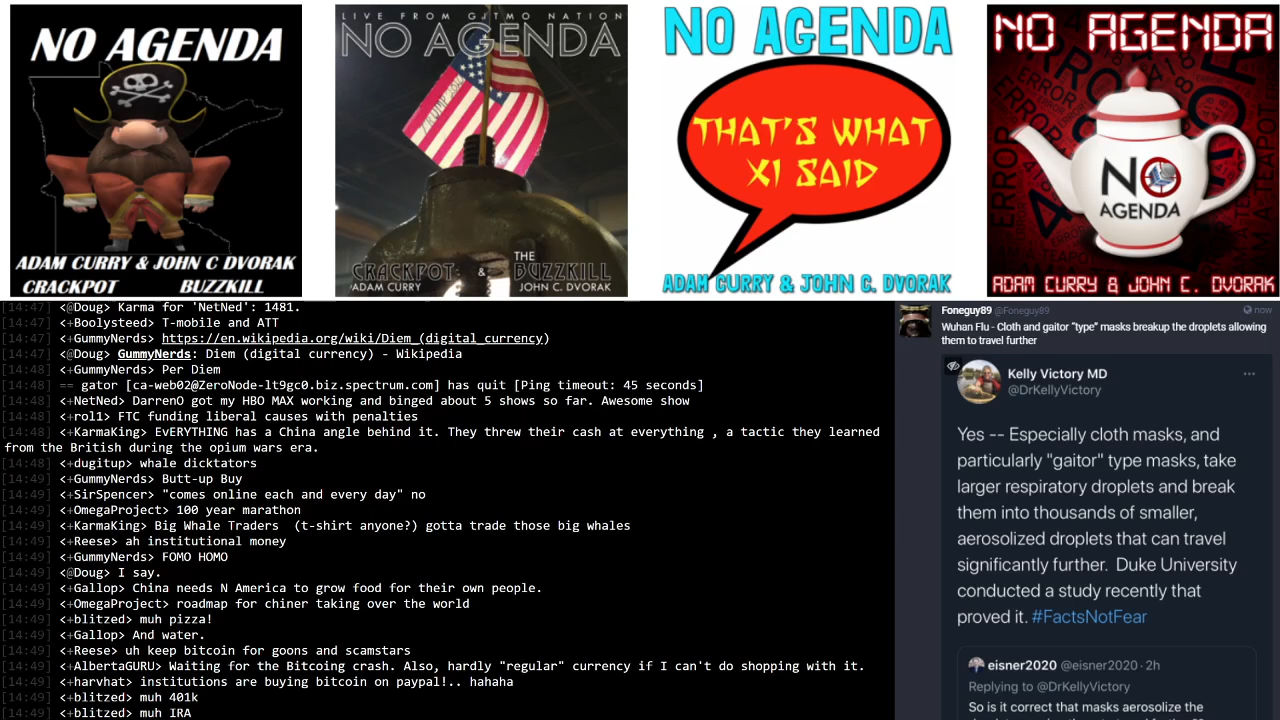 NO AGENDA
ADAM CURRY & JOHN C DVORAK
CRACKPOT BUZZKILL
LIVE FROM GITMO NATION
NO AGENDA
CRACKPOT & THE BUZZKILL
ADAM CURRY JOHN C. DVORAK
NO AGENDA
THAT'S WHAT
XI SAID
ADAM CURRY & JOHN C. DVORAK
NO AGENDA
NO
AGENDA
ADAM CURRY & JOHN C. DVORAK
[14:47] <@Doug> Karma for 'NetNed': 1481.
[14:47] <+Boolysteed> T-mobile and ATT
[14:47] <+GummyNerds> https://en.wikipedia.org/wiki/Diem_(digital_currency)
[14:47] <@Doug> GummyNerds: Diem (digital currency) - Wikipedia
[14:48] <+GummyNerds> Per Diem
[14:48] == gator [ca-web02@ZeroNode-1t9gc0.biz.spectrum.com] has quit [Ping timeout: 45 seconds]
[14:48] <+NetNed> DarrenO got my HBO MAX working and binged about 5 shows so far. Awesome show
[14:48] <+rol1> FTC funding liberal causes with penalties
[14:48] <+KarmaKing> EvERYTHING has a China angle behind it. They threw their cash at everything , a tactic they learned
from the British during the opium wars era.
[14:48] <+dugitup> whale dicktators
[14:49] <+GummyNerds> Butt-up Buy
[14:49] <+SirSpencer> "comes online each and every day" no
[14:49] <+OmegaProject> 100 year marathon
[14:49] <+KarmaKing> Big Whale Traders  (t-shirt anyone?) gotta trade those big whales
[14:49] <+Reese> ah institutional money
[14:49] <+GummyNerds> FOMO HOMO
[14:49] <@Doug> I say.
[14:49] <+Gallop> China needs N America to grow food for their own people.
[14:49] <+OmegaProject> roadmap for chiner taking over the world
[14:49] <+blitzed> muh pizza!
[14:49] <+Gallop> And water.
[14:49] <+Reese> uh keep bitcoin for goons and scamstars
[14:49] <+AlbertaGURU> Waiting for the Bitcoing crash. Also, hardly "regular" currency if I can't do shopping with it.
[14:49] <+harvhat> institutions are buying bitcoin on paypal!.. hahaha
[14:49] <+blitzed> muh 401k
[14:49] <+blitzed> muh IRA
Foneguy89 @Foneguy89 now
Wuhan Flu - Cloth and gaitor "type" masks breakup the droplets allowing
them to travel further
Kelly Victory MD
@DrKellyVictory
Yes -- Especially cloth masks, and
particularly "gaitor" type masks, take
larger respiratory droplets and break
them into thousands of smaller,
aerosolized droplets that can travel
significantly further.  Duke University
conducted a study recently that
proved it. #FactsNotFear
eisner2020 @eisner2020 · 2h
Replying to @DrKellyVictory
So is it correct that masks aerosolize the